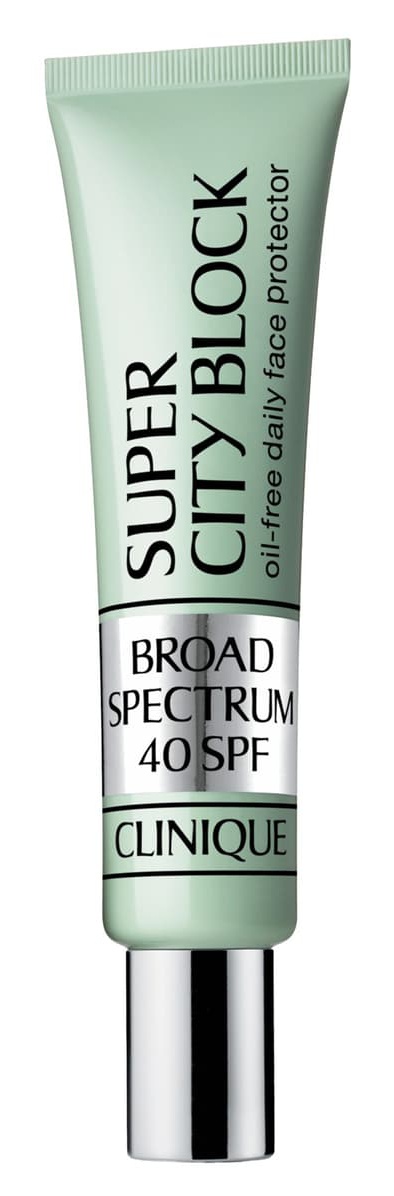 SUPER
CITY BLOCK
oil-free daily face protector
BROAD
SPECTRUM
40 SPF
CLINIQUE